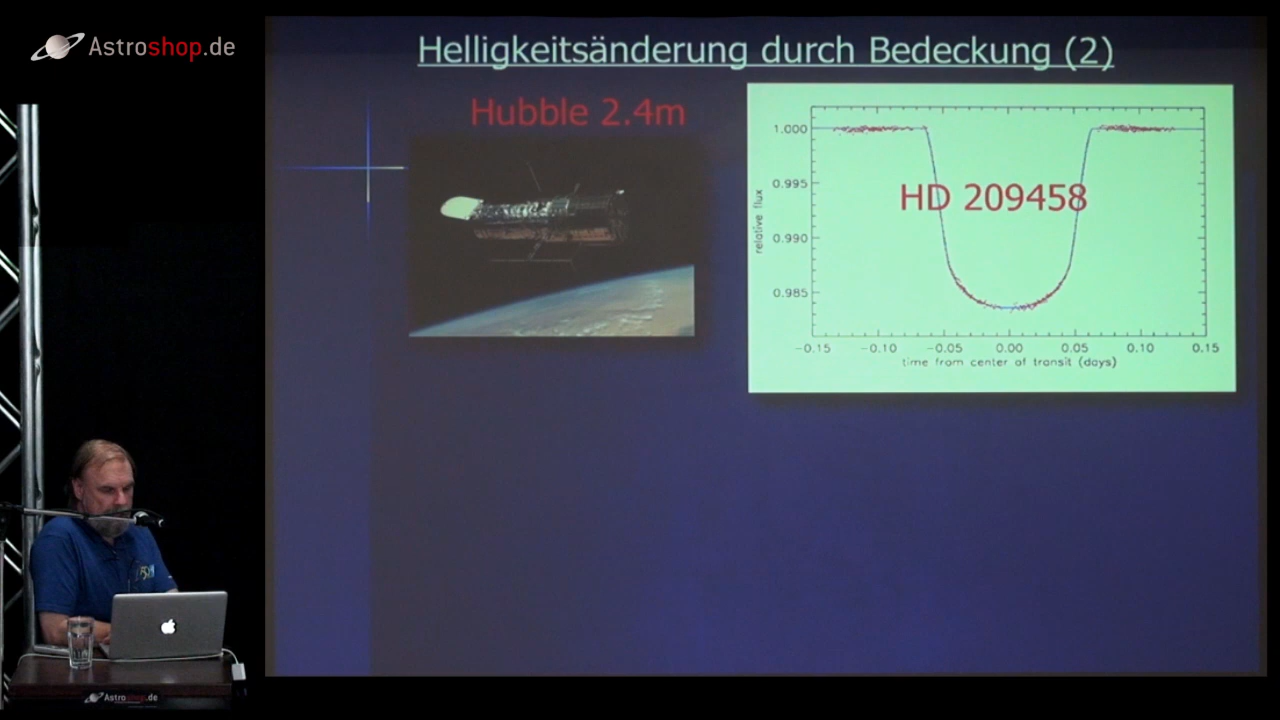 Astroshop.de
Helligkeitsänderung durch Bedeckung (2)
Hubble 2.4m
HD 209458
1.000
0.995
0.990
0.985
relative flux
-0.15 -0.10 -0.05 0.00 0.05 0.10 0.15
time from center of transit (days)
Astroshop.de